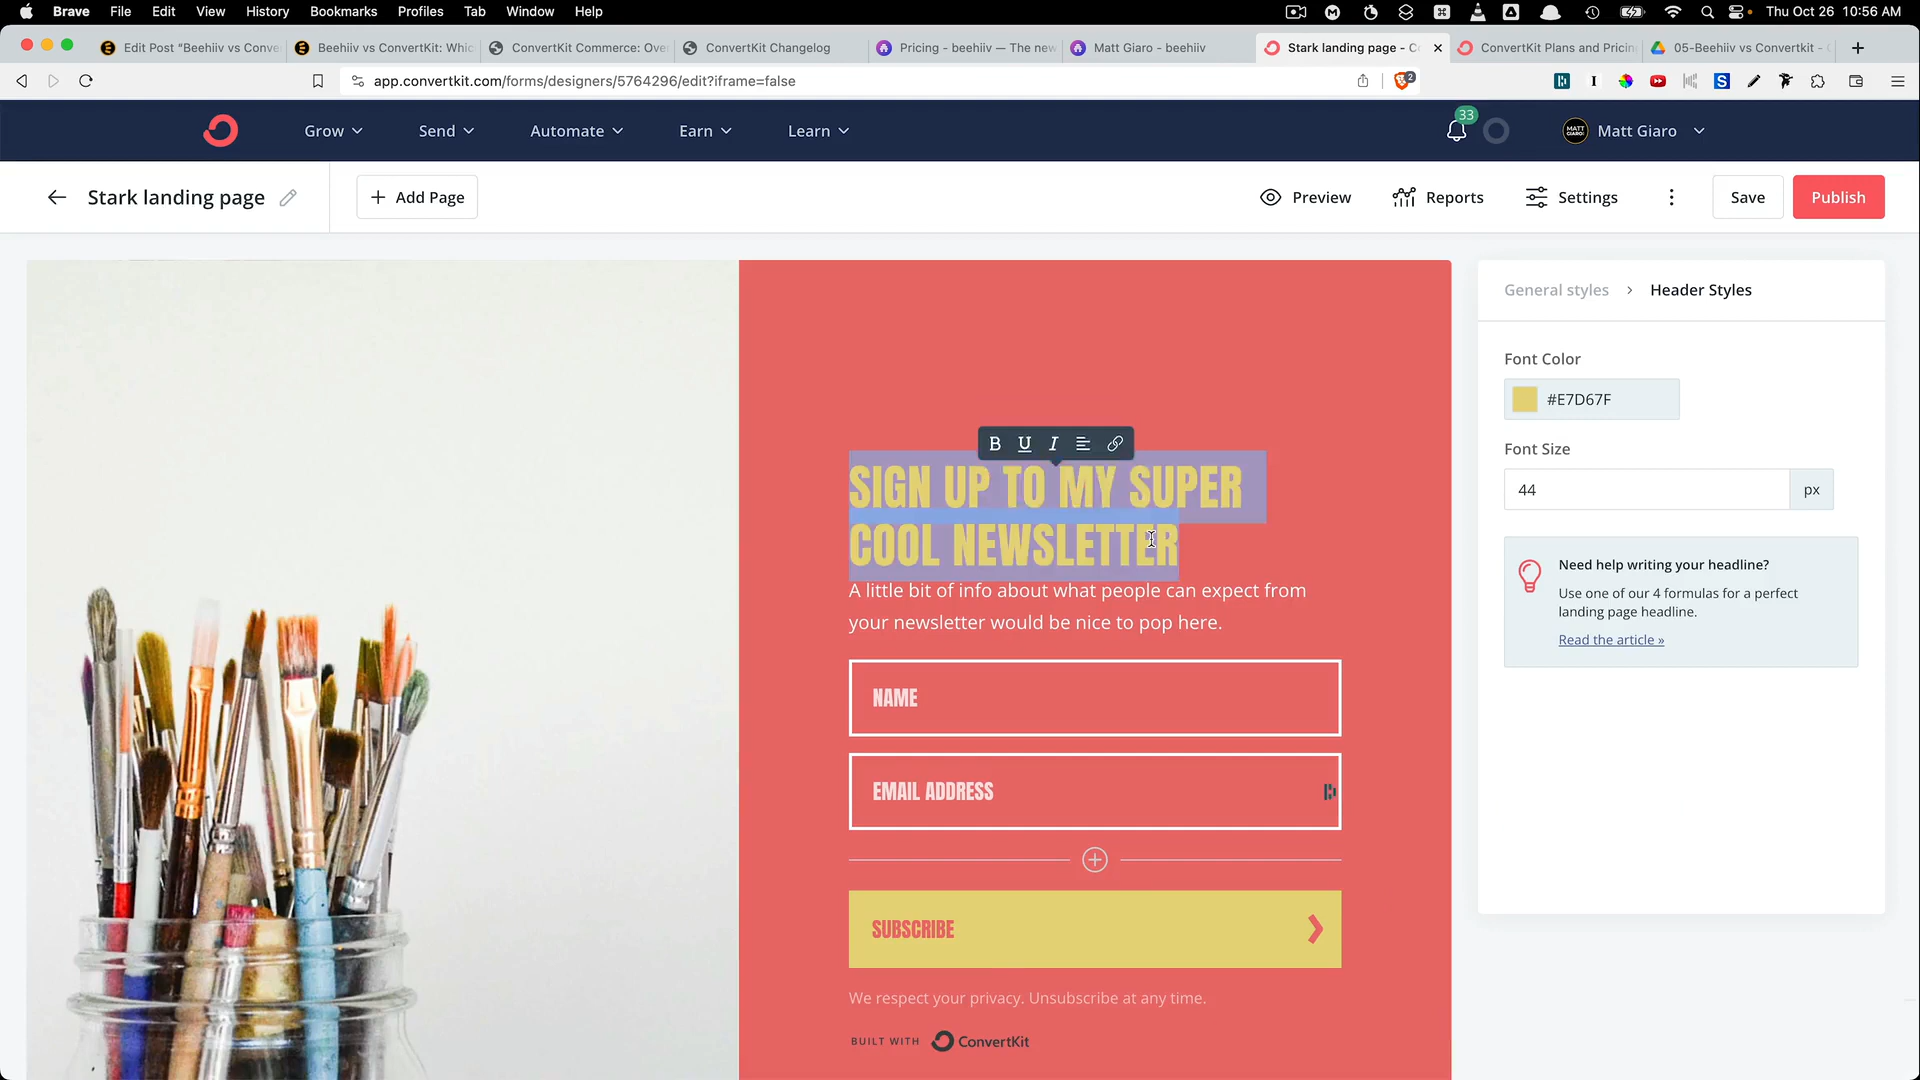 Brave File Edit View History Bookmarks Profiles Tab Window Help Thu Oct 26 10:56 AM
Edit Post "Beehiiv vs Conve
Beehiiv vs ConvertKit: Whic
ConvertKit Commerce: Ove
ConvertKit Changelog
Pricing - beehiiv — The new
Matt Giaro - beehiiv
Stark landing page - C
ConvertKit Plans and Pricin
05-Beehiiv vs Convertkit -
app.convertkit.com/forms/designers/5764296/edit?iframe=false
2
Grow Send Automate Earn Learn 33 MATT GIARO Matt Giaro
Stark landing page + Add Page Preview Reports Settings Save Publish
General styles > Header Styles
Font Color
#E7D67F
Font Size
44 px
Need help writing your headline?
Use one of our 4 formulas for a perfect
landing page headline.
Read the article »
B U I
SIGN UP TO MY SUPER
COOL NEWSLETTER
A little bit of info about what people can expect from
your newsletter would be nice to pop here.
NAME
EMAIL ADDRESS
SUBSCRIBE
We respect your privacy. Unsubscribe at any time.
BUILT WITH ConvertKit